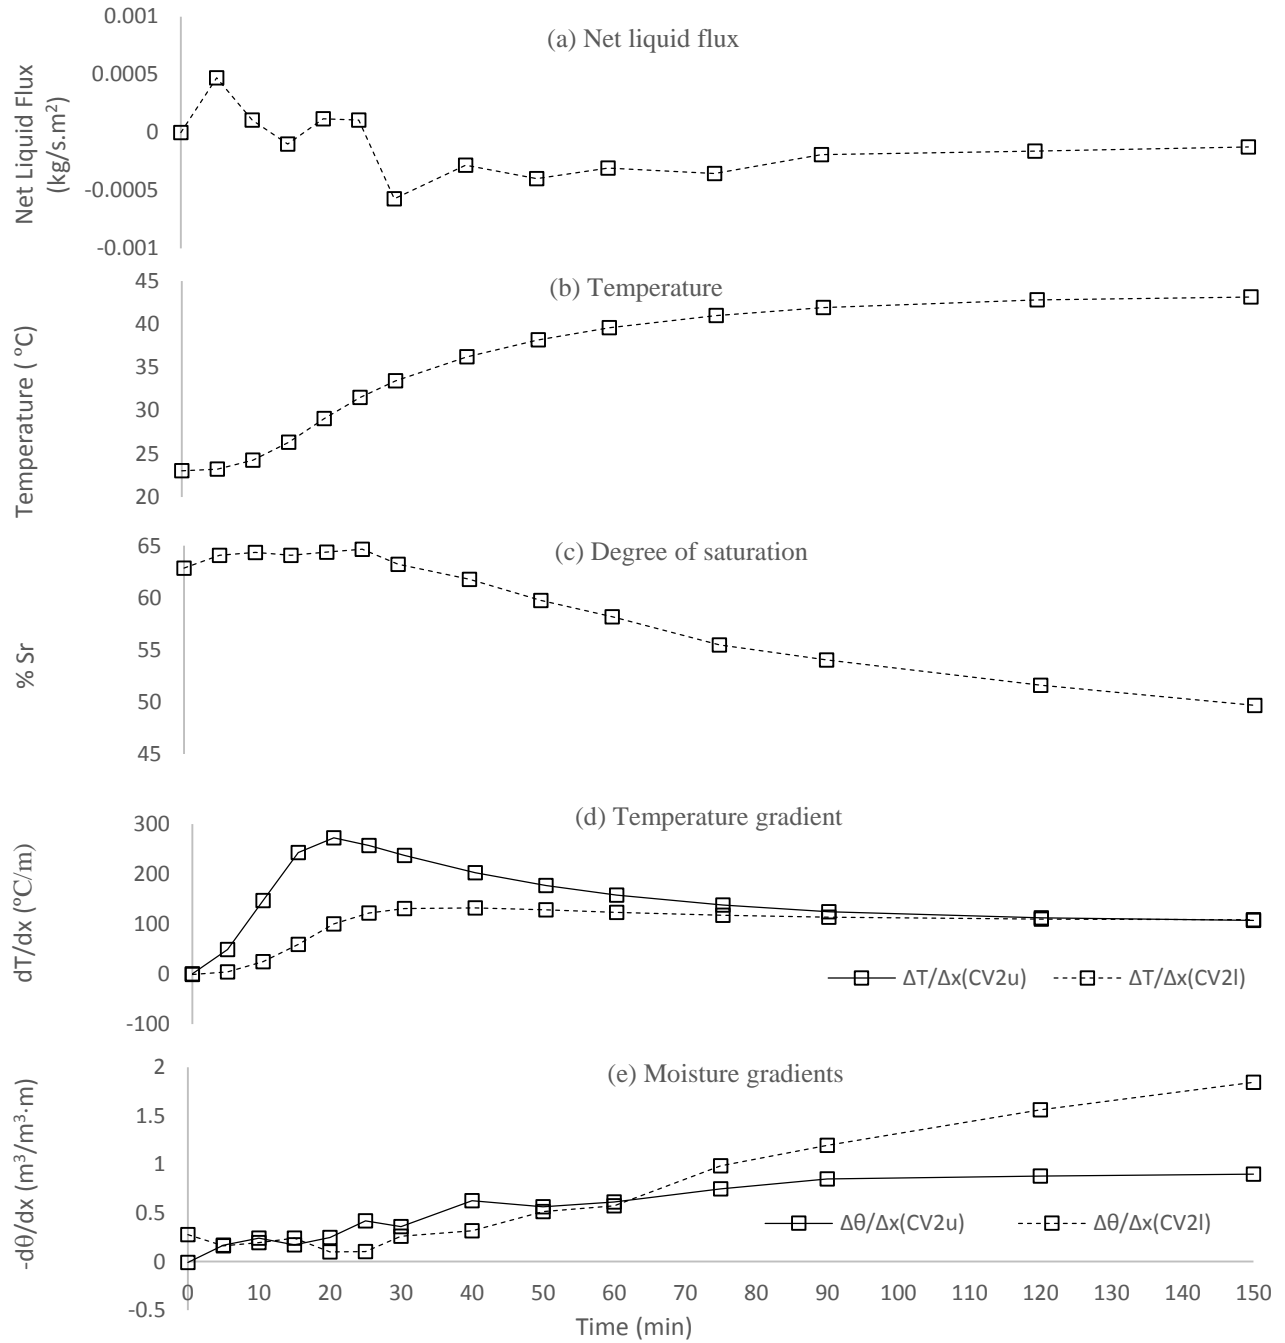 (a) Net liquid flux
Net Liquid Flux
(kg/s.m²)
0.001
0.0005
0
-0.0005
-0.001
(b) Temperature
Temperature ( °C)
45
40
35
30
25
20
(c) Degree of saturation
% Sr
65
60
55
50
45
(d) Temperature gradient
dT/dx (°C/m)
300
200
100
0
-100
ΔT/Δx(CV2u) ΔT/Δx(CV2l)
(e) Moisture gradients
-dθ/dx (m³/m³·m)
2
1.5
1
0.5
0
-0.5
Δθ/Δx(CV2u) Δθ/Δx(CV2l)
0 10 20 30 40 50 60 70 80 90 100 110 120 130 140 150
Time (min)